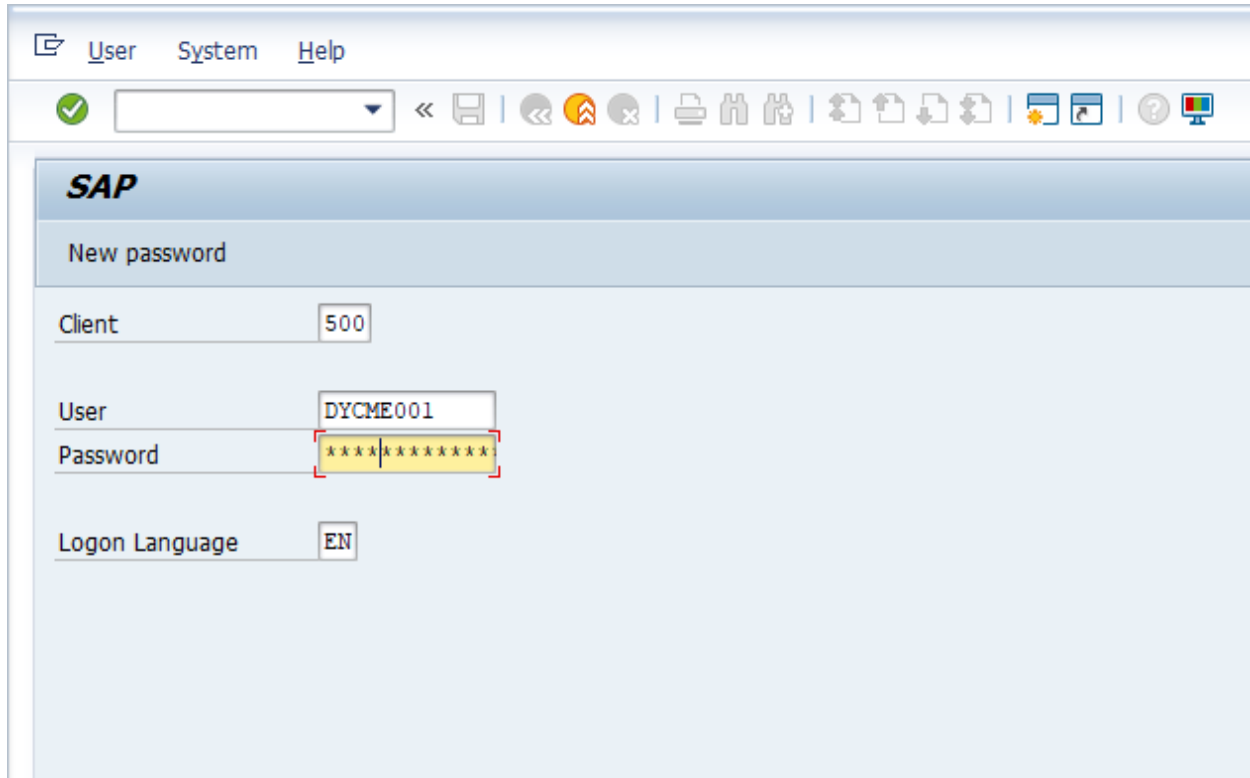 User System Help
SAP
New password
Client 500
User DYCME001
Password *************
Logon Language EN